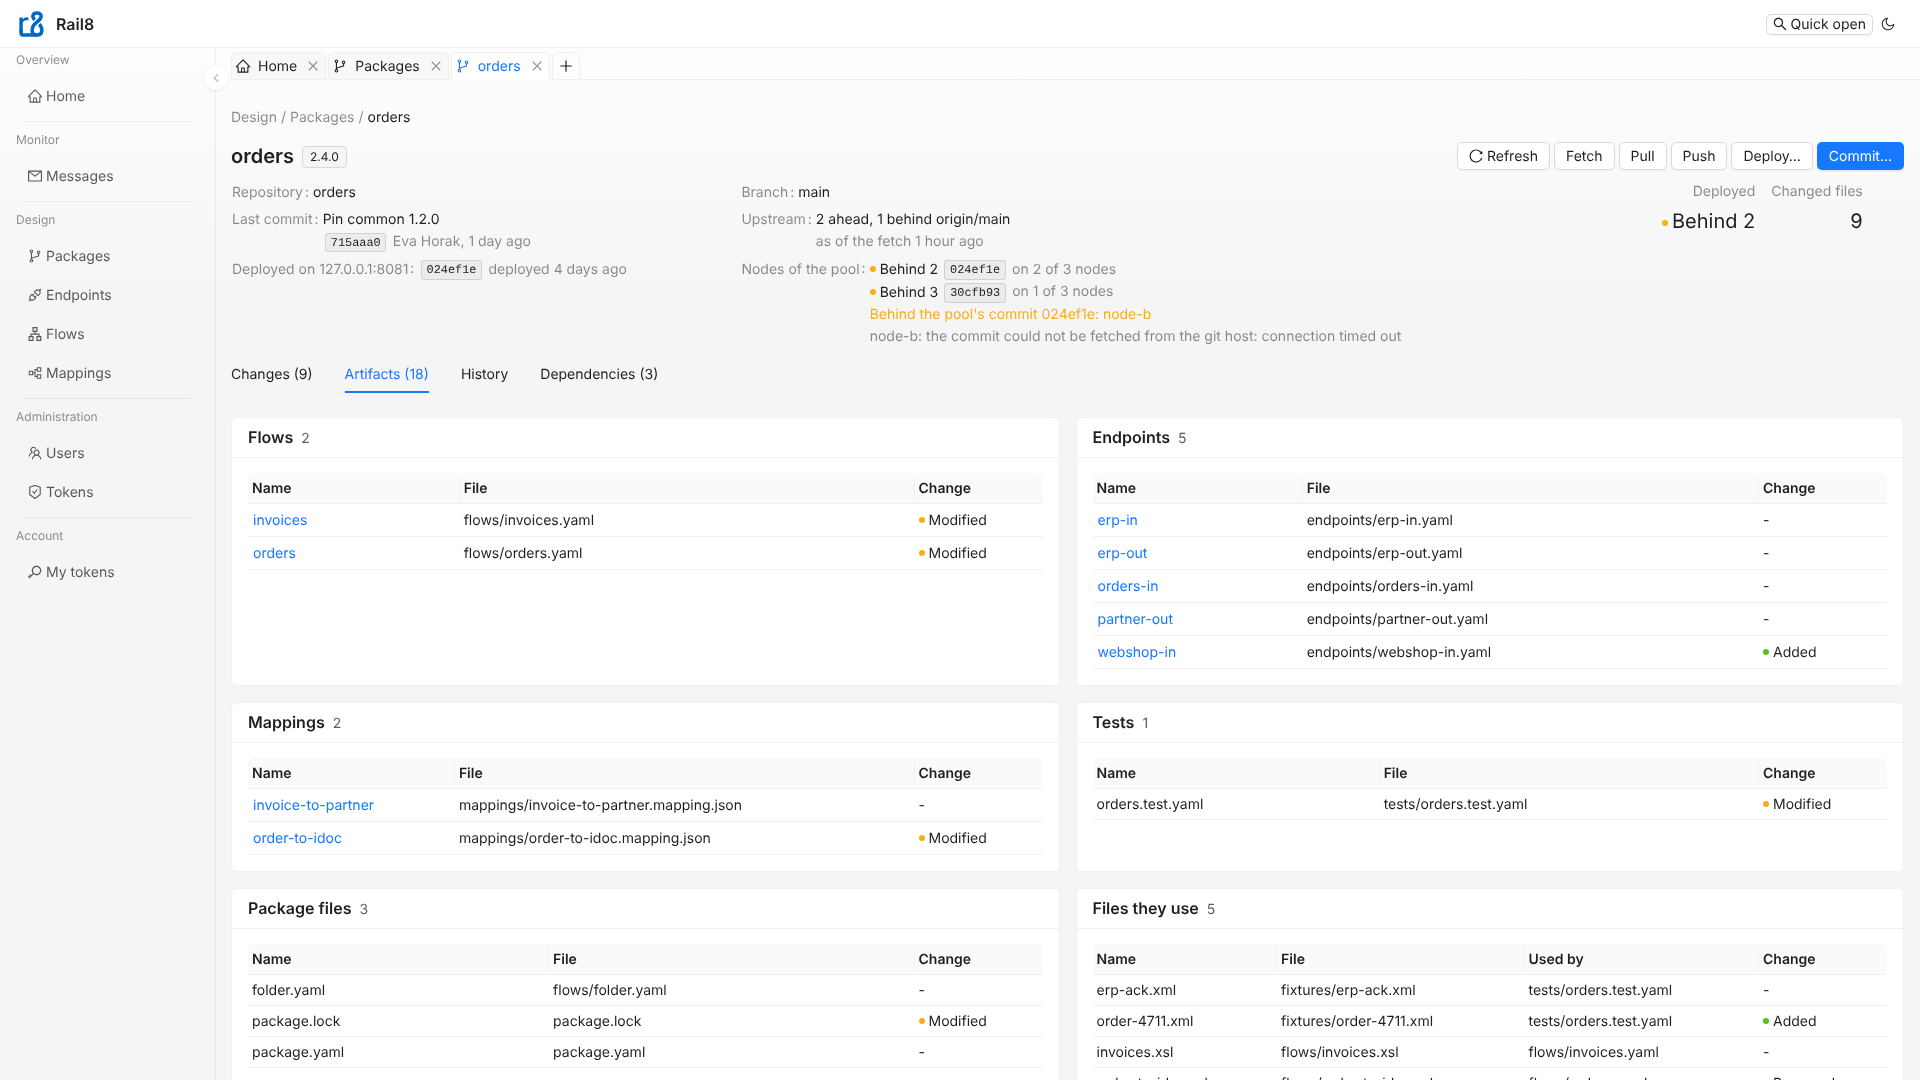 Rail8
Quick open
Overview
Home
Monitor
Messages
Design
Packages
Endpoints
Flows
Mappings
Administration
Users
Tokens
Account
My tokens
Home
Packages
orders
Design / Packages / orders
orders 2.4.0
Refresh
Fetch
Pull
Push
Deploy...
Commit...
Repository: orders
Branch: main
Last commit: Pin common 1.2.0
715aaa0 Eva Horak, 1 day ago
Upstream: 2 ahead, 1 behind origin/main
as of the fetch 1 hour ago
Deployed on 127.0.0.1:8081: 024ef1e deployed 4 days ago
Nodes of the pool: Behind 2 024ef1e on 2 of 3 nodes
Behind 3 30cfb93 on 1 of 3 nodes
Behind the pool's commit 024ef1e: node-b
node-b: the commit could not be fetched from the git host: connection timed out
Deployed
Behind 2
Changed files
9
Changes (9)
Artifacts (18)
History
Dependencies (3)
Flows 2
Name File Change
invoices flows/invoices.yaml Modified
orders flows/orders.yaml Modified
Endpoints 5
Name File Change
erp-in endpoints/erp-in.yaml -
erp-out endpoints/erp-out.yaml -
orders-in endpoints/orders-in.yaml -
partner-out endpoints/partner-out.yaml -
webshop-in endpoints/webshop-in.yaml Added
Mappings 2
Name File Change
invoice-to-partner mappings/invoice-to-partner.mapping.json -
order-to-idoc mappings/order-to-idoc.mapping.json Modified
Tests 1
Name File Change
orders.test.yaml tests/orders.test.yaml Modified
Package files 3
Name File Change
folder.yaml flows/folder.yaml -
package.lock package.lock Modified
package.yaml package.yaml -
Files they use 5
Name File Used by Change
erp-ack.xml fixtures/erp-ack.xml tests/orders.test.yaml -
order-4711.xml fixtures/order-4711.xml tests/orders.test.yaml Added
invoices.xsl flows/invoices.xsl flows/invoices.yaml -